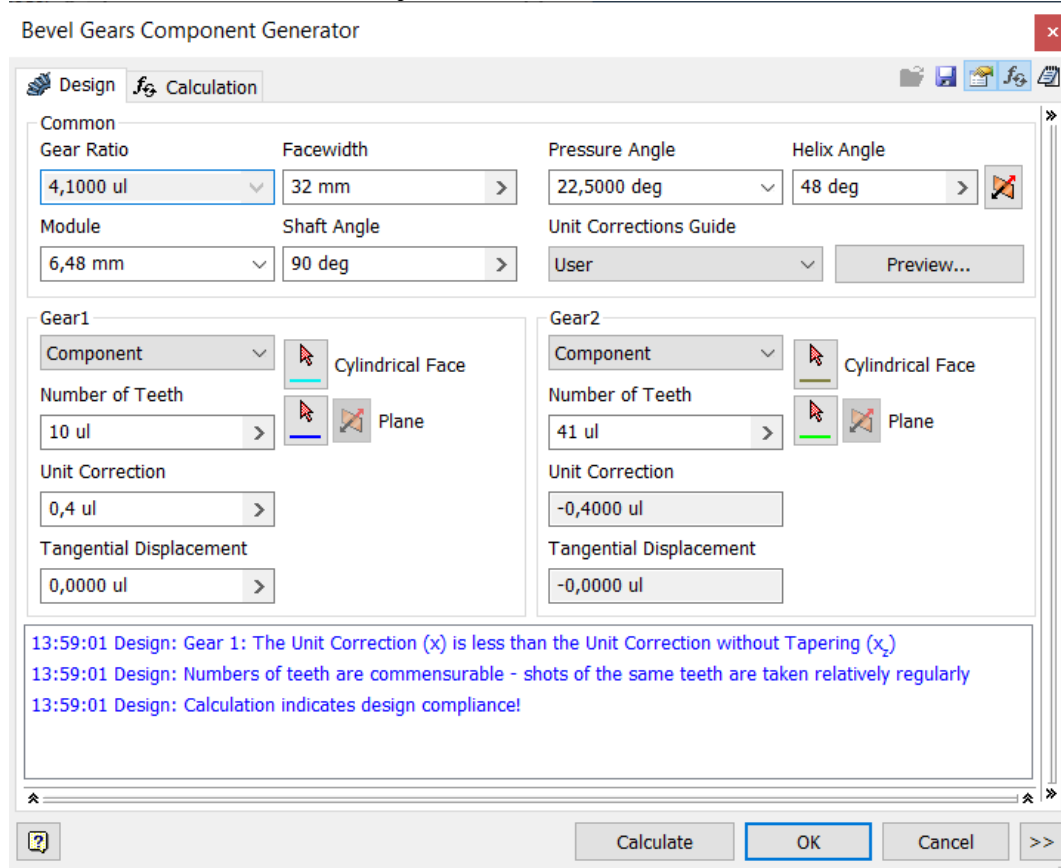 Bevel Gears Component Generator
Design
Calculation
Common
Gear Ratio Facewidth Pressure Angle Helix Angle
4,1000 ul 32 mm 22,5000 deg 48 deg
Module Shaft Angle Unit Corrections Guide
6,48 mm 90 deg User Preview...
Gear1
Component Cylindrical Face
Number of Teeth
10 ul Plane
Unit Correction
0,4 ul
Tangential Displacement
0,0000 ul
Gear2
Component Cylindrical Face
Number of Teeth
41 ul Plane
Unit Correction
-0,4000 ul
Tangential Displacement
-0,0000 ul
13:59:01 Design: Gear 1: The Unit Correction (x) is less than the Unit Correction without Tapering (xz)
13:59:01 Design: Numbers of teeth are commensurable - shots of the same teeth are taken relatively regularly
13:59:01 Design: Calculation indicates design compliance!
Calculate OK Cancel >>